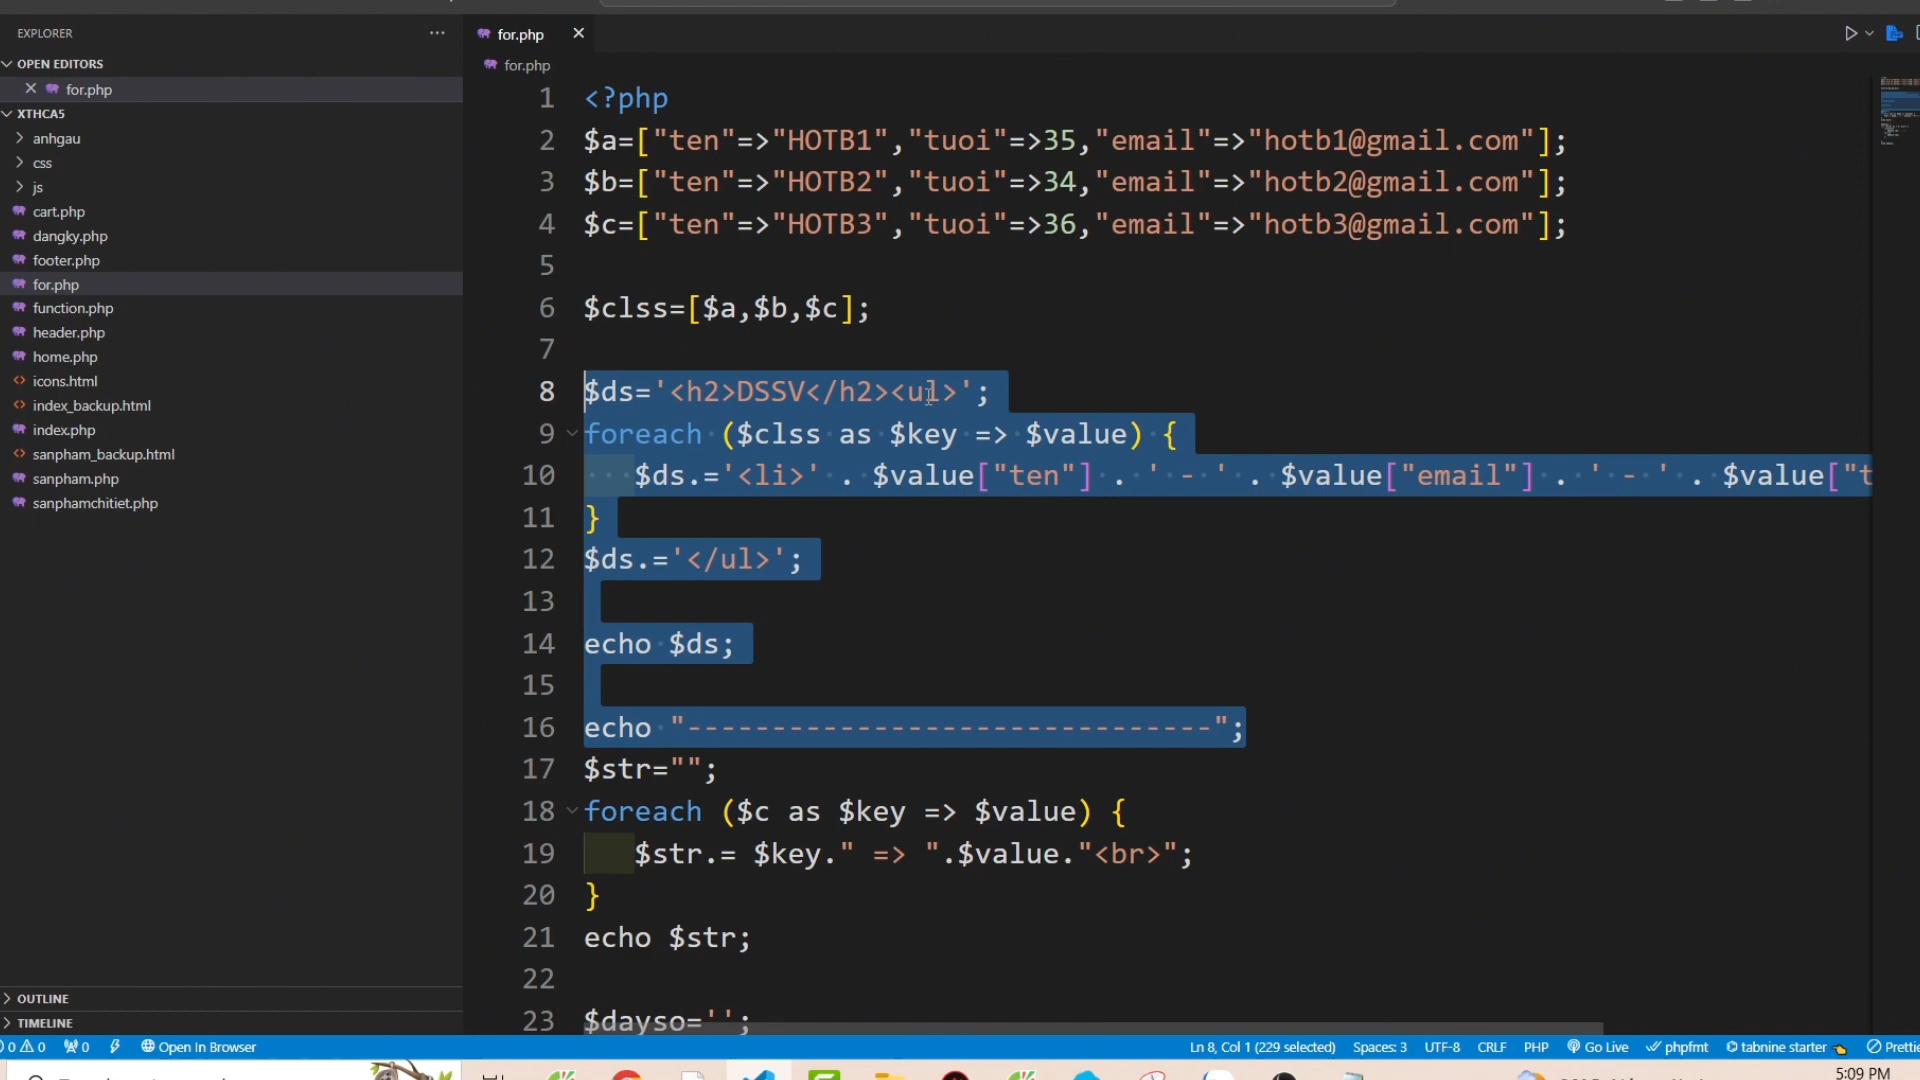 EXPLORER
OPEN EDITORS
for.php
XTHCA5
anhgau
css
js
cart.php
dangky.php
footer.php
for.php
function.php
header.php
home.php
icons.html
index_backup.html
index.php
sanpham_backup.html
sanpham.php
sanphamchitiet.php
OUTLINE
TIMELINE
for.php
for.php
1 <?php
2 $a=["ten"=>"HOTB1","tuoi"=>35,"email"=>"hotb1@gmail.com"];
3 $b=["ten"=>"HOTB2","tuoi"=>34,"email"=>"hotb2@gmail.com"];
4 $c=["ten"=>"HOTB3","tuoi"=>36,"email"=>"hotb3@gmail.com"];
5
6 $clss=[$a,$b,$c];
7
8 $ds='<h2>DSSV</h2><ul>';
9 foreach ($clss as $key => $value) {
10 $ds.='<li>' . $value["ten"] . ' - ' . $value["email"] . ' - ' . $value["t
11 }
12 $ds.='</ul>';
13
14 echo $ds;
15
16 echo "-------------------------------";
17 $str="";
18 foreach ($c as $key => $value) {
19 $str.= $key." => ".$value."<br>";
20 }
21 echo $str;
22
23 $dayso='';
0 0 0 Open In Browser Ln 8, Col 1 (229 selected) Spaces: 3 UTF-8 CRLF PHP Go Live phpfmt tabnine starter Prettie
5:09 PM